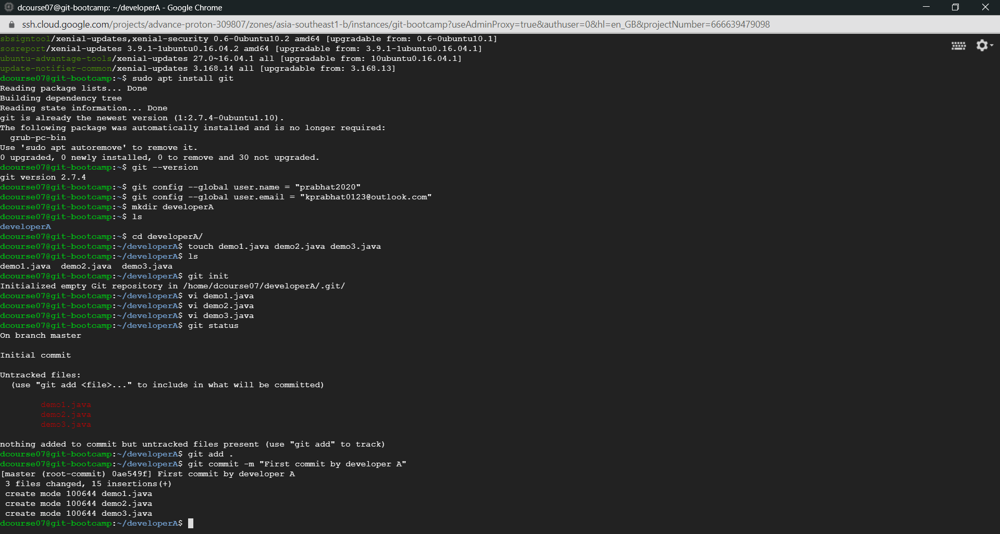 dcourse07@git-bootcamp: ~/developerA - Google Chrome
ssh.cloud.google.com/projects/advance-proton-309807/zones/asia-southeast1-b/instances/git-bootcamp?useAdminProxy=true&authuser=0&hl=en_GB&projectNumber=666639479098
sbsigntool/xenial-updates,xenial-security 0.6-0ubuntu10.2 amd64 [upgradable from: 0.6-0ubuntu10.1]
sosreport/xenial-updates 3.9.1-1ubuntu0.16.04.2 amd64 [upgradable from: 3.9.1-1ubuntu0.16.04.1]
ubuntu-advantage-tools/xenial-updates 27.0~16.04.1 all [upgradable from: 10ubuntu0.16.04.1]
update-notifier-common/xenial-updates 3.168.14 all [upgradable from: 3.168.13]
dcourse07@git-bootcamp:~$ sudo apt install git
Reading package lists... Done
Building dependency tree
Reading state information... Done
git is already the newest version (1:2.7.4-0ubuntu1.10).
The following package was automatically installed and is no longer required:
  grub-pc-bin
Use 'sudo apt autoremove' to remove it.
0 upgraded, 0 newly installed, 0 to remove and 30 not upgraded.
dcourse07@git-bootcamp:~$ git --version
git version 2.7.4
dcourse07@git-bootcamp:~$ git config --global user.name = "prabhat2020"
dcourse07@git-bootcamp:~$ git config --global user.email = "kprabhat0123@outlook.com"
dcourse07@git-bootcamp:~$ mkdir developerA
dcourse07@git-bootcamp:~$ ls
developerA
dcourse07@git-bootcamp:~$ cd developerA/
dcourse07@git-bootcamp:~/developerA$ touch demo1.java demo2.java demo3.java
dcourse07@git-bootcamp:~/developerA$ ls
demo1.java  demo2.java  demo3.java
dcourse07@git-bootcamp:~/developerA$ git init
Initialized empty Git repository in /home/dcourse07/developerA/.git/
dcourse07@git-bootcamp:~/developerA$ vi demo1.java
dcourse07@git-bootcamp:~/developerA$ vi demo2.java
dcourse07@git-bootcamp:~/developerA$ vi demo3.java
dcourse07@git-bootcamp:~/developerA$ git status
On branch master
Initial commit
Untracked files:
  (use "git add <file>..." to include in what will be committed)
        demo1.java
        demo2.java
        demo3.java
nothing added to commit but untracked files present (use "git add" to track)
dcourse07@git-bootcamp:~/developerA$ git add .
dcourse07@git-bootcamp:~/developerA$ git commit -m "First commit by developer A"
[master (root-commit) 0ae549f] First commit by developer A
 3 files changed, 15 insertions(+)
 create mode 100644 demo1.java
 create mode 100644 demo2.java
 create mode 100644 demo3.java
dcourse07@git-bootcamp:~/developerA$